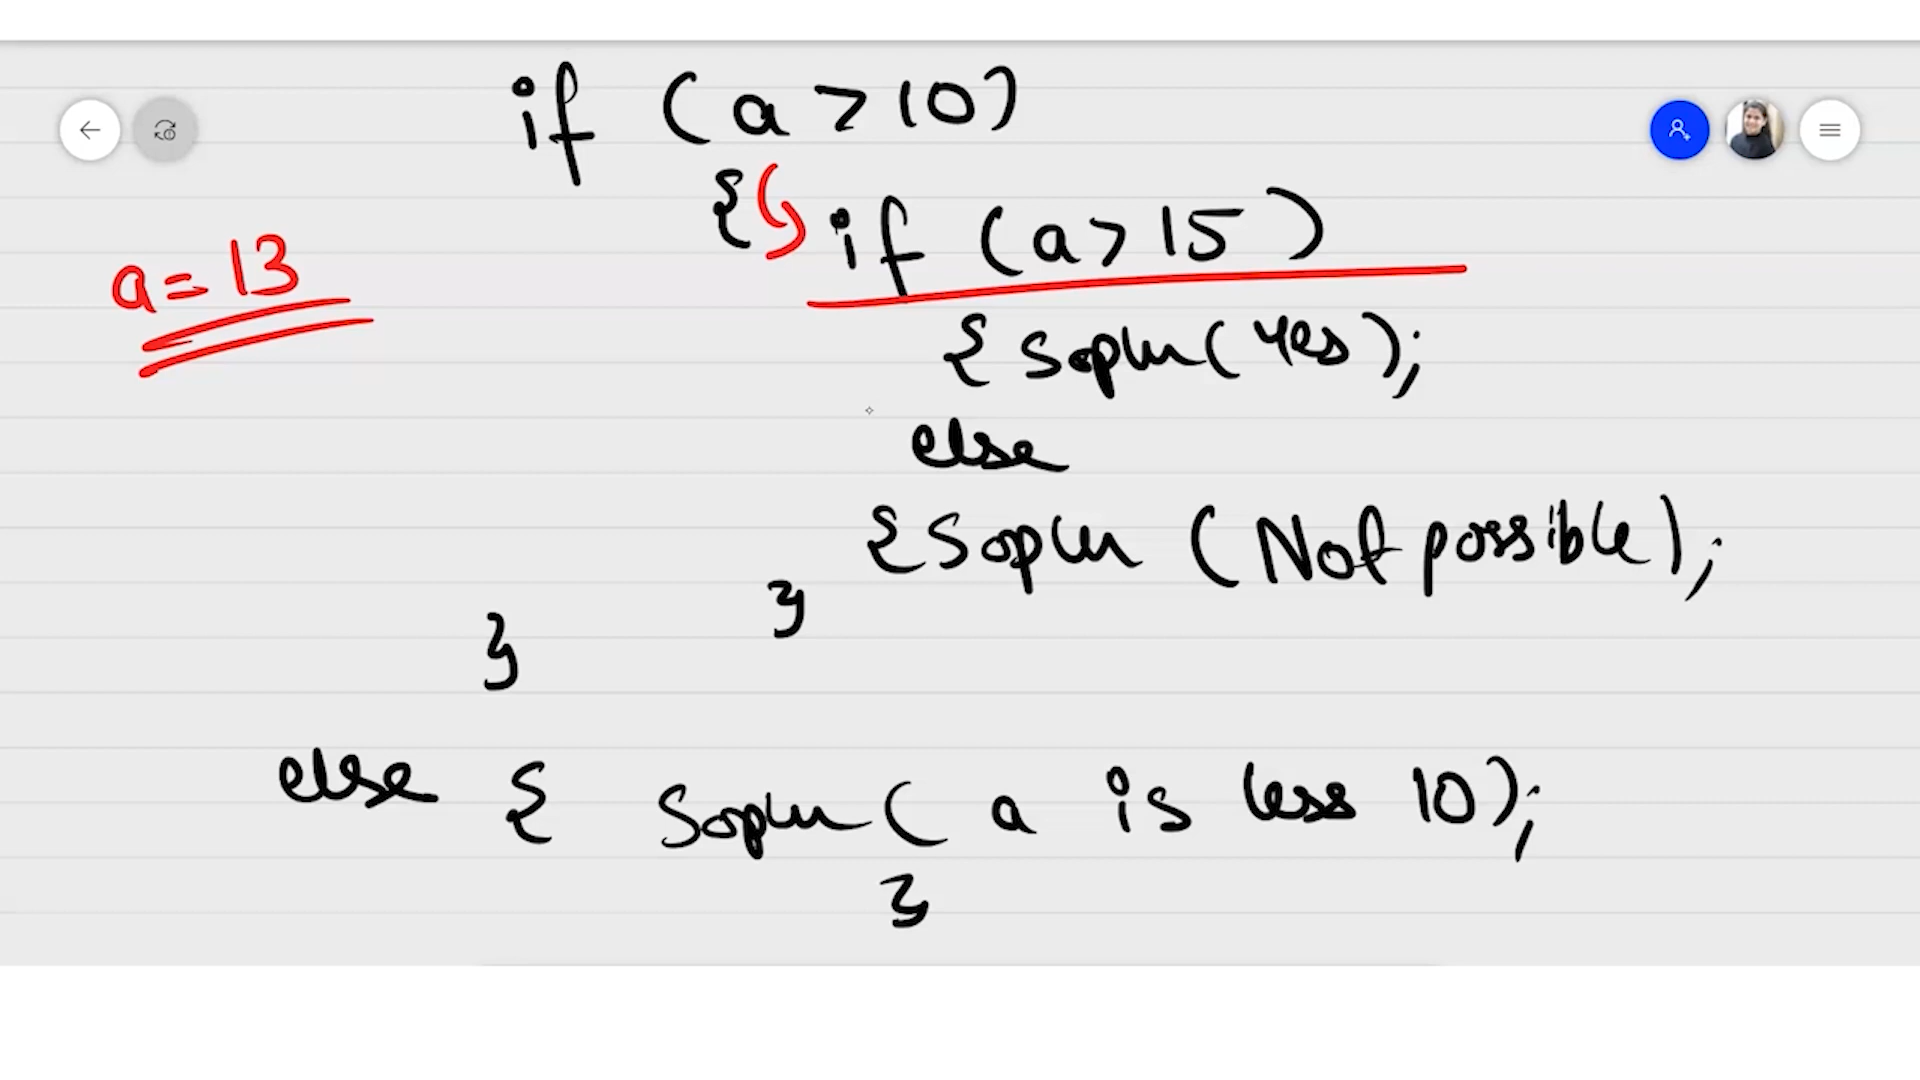 if (a > 10)
{ if (a > 15)
a = 13
{ Sopln( Yes );
else
{ Sopln ( Not possible );
}
}
else { Sopln ( a is less 10);
}